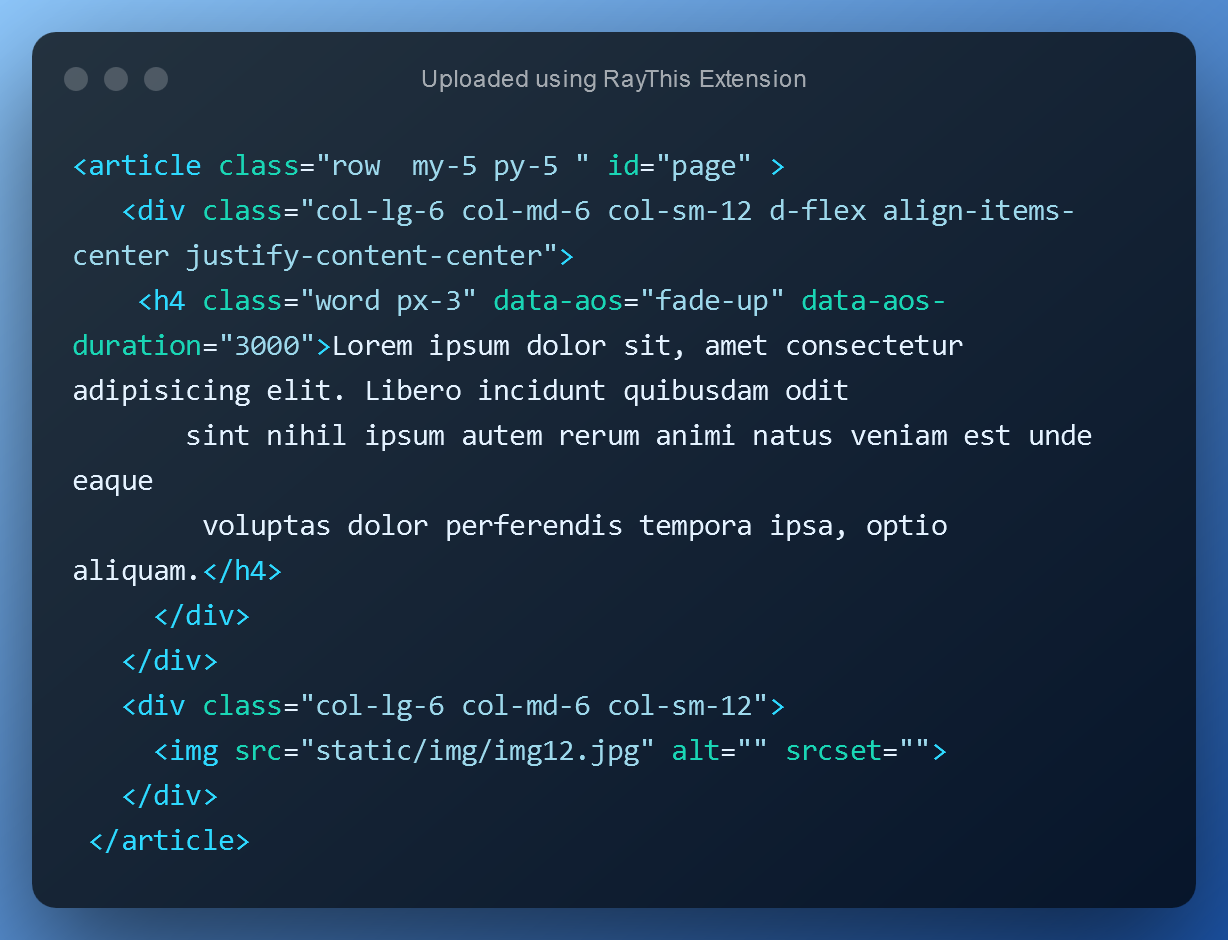 Uploaded using RayThis Extension
<article class="row  my-5 py-5 " id="page" >
   <div class="col-lg-6 col-md-6 col-sm-12 d-flex align-items-
center justify-content-center">
    <h4 class="word px-3" data-aos="fade-up" data-aos-
duration="3000">Lorem ipsum dolor sit, amet consectetur
adipisicing elit. Libero incidunt quibusdam odit
       sint nihil ipsum autem rerum animi natus veniam est unde
eaque
        voluptas dolor perferendis tempora ipsa, optio
aliquam.</h4>
     </div>
   </div>
   <div class="col-lg-6 col-md-6 col-sm-12">
     <img src="static/img/img12.jpg" alt="" srcset="">
   </div>
 </article>